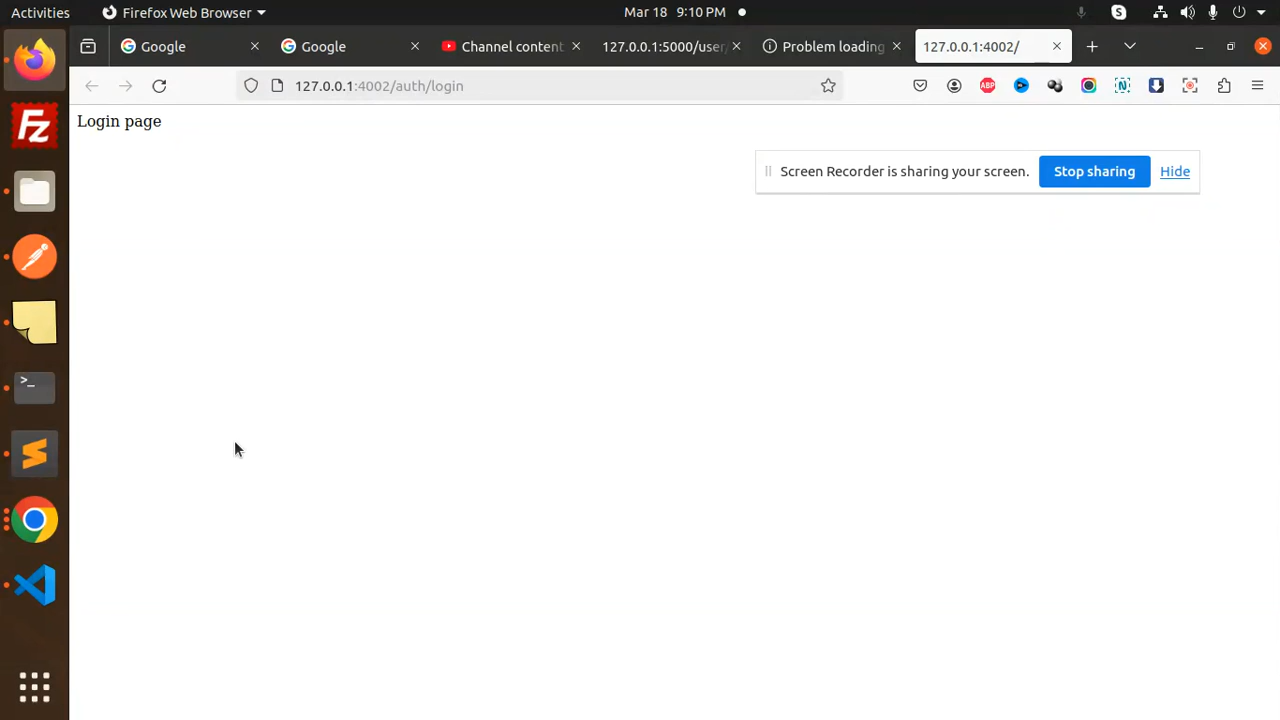 Activities Firefox Web Browser Mar 18 9:10 PM
Google Google Channel content 127.0.0.1:5000/user Problem loading 127.0.0.1:4002/
127.0.0.1:4002/auth/login ABP N
Login page
Screen Recorder is sharing your screen. Stop sharing Hide
Fz
>_